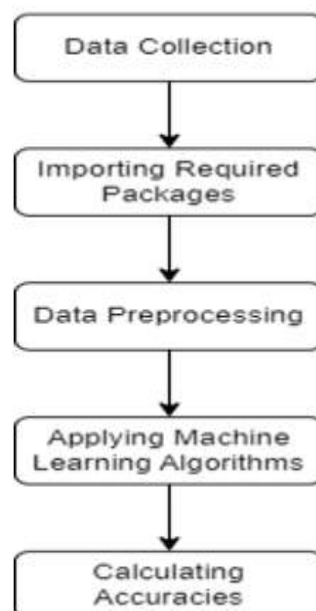 Data Collection
Importing Required
Packages
Data Preprocessing
Applying Machine
Learning Algorithms
Calculating
Accuracies